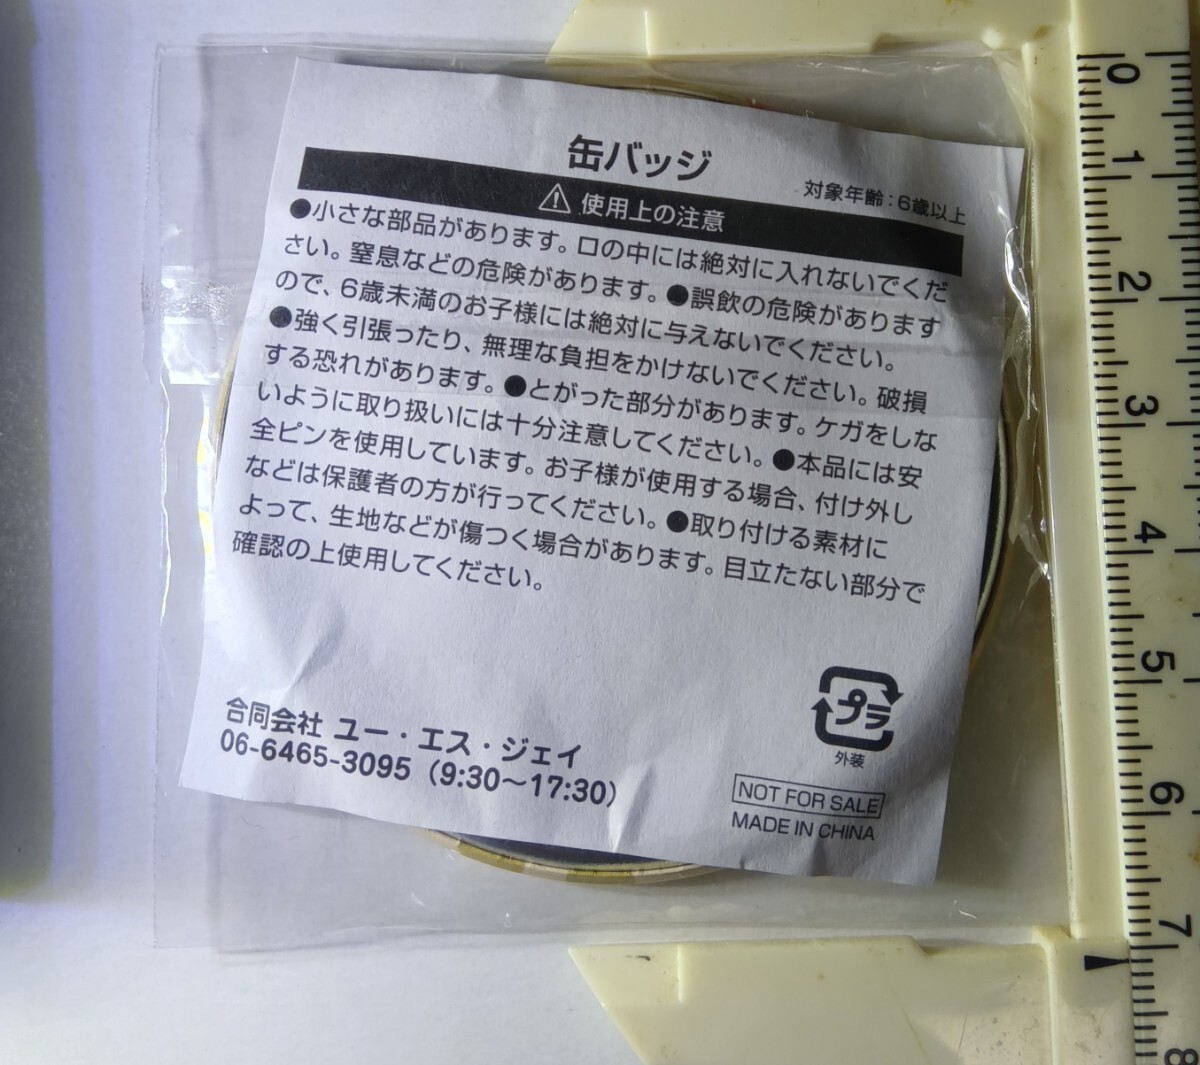 缶バッジ
対象年齢：6歳以上
⚠ 使用上の注意
●小さな部品があります。口の中には絶対に入れないでくだ
さい。窒息などの危険があります。●誤飲の危険があります
ので、6歳未満のお子様には絶対に与えないでください。
●強く引張ったり、無理な負担をかけないでください。破損
する恐れがあります。●とがった部分があります。ケガをしな
いように取り扱いには十分注意してください。●本品には安
全ピンを使用しています。お子様が使用する場合、付け外し
などは保護者の方が行ってください。●取り付ける素材に
よって、生地などが傷つく場合があります。目立たない部分で
確認の上使用してください。
プラ
外装
合同会社 ユー・エス・ジェイ
06-6465-3095（9:30〜17:30）
NOT FOR SALE
MADE IN CHINA
0
1
2
3
4
5
6
7
8